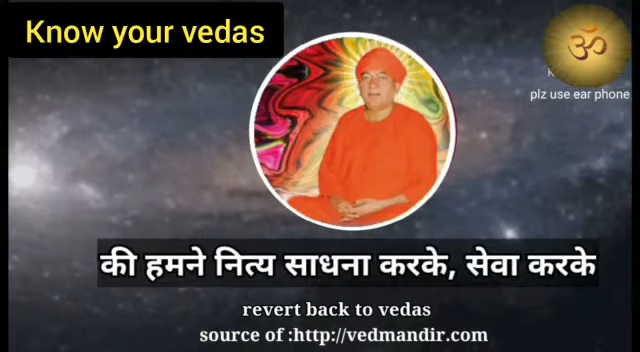 Know your vedas
ॐ
plz use ear phone
की हमने नित्य साधना करके, सेवा करके
revert back to vedas
source of :http://vedmandir.com